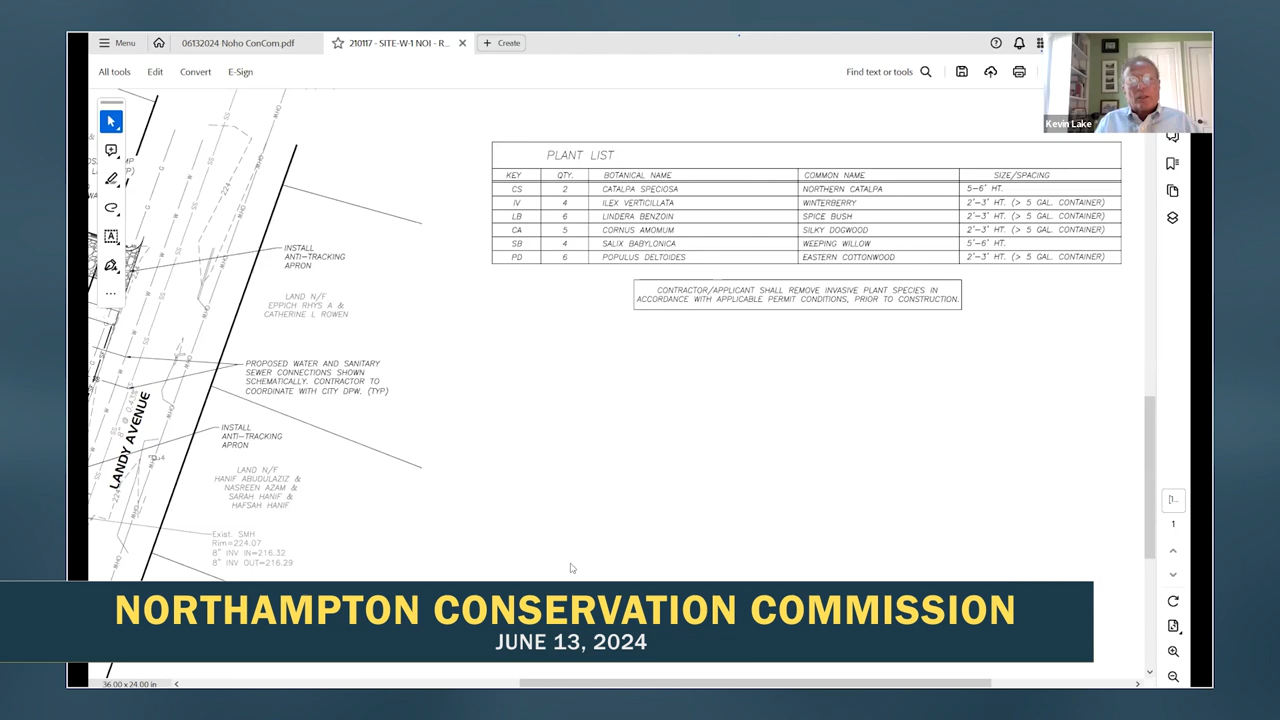 Menu
06132024 Noho ConCom.pdf
210117 - SITE-W-1 NOI - R...
Create
All tools
Edit
Convert
E-Sign
Find text or tools
Kevin Lake
PLANT LIST
KEY QTY. BOTANICAL NAME COMMON NAME SIZE/SPACING
CS 2 CATALPA SPECIOSA NORTHERN CATALPA 5-6' HT.
IV 4 ILEX VERTICILLATA WINTERBERRY 2'-3' HT. (> 5 GAL. CONTAINER)
LB 6 LINDERA BENZOIN SPICE BUSH 2'-3' HT. (> 5 GAL. CONTAINER)
CA 5 CORNUS AMOMUM SILKY DOGWOOD 2'-3' HT. (> 5 GAL. CONTAINER)
SB 4 SALIX BABYLONICA WEEPING WILLOW 5'-6' HT.
PD 6 POPULUS DELTOIDES EASTERN COTTONWOOD 2'-3' HT. (> 5 GAL. CONTAINER)
CONTRACTOR/APPLICANT SHALL REMOVE INVASIVE PLANT SPECIES IN
ACCORDANCE WITH APPLICABLE PERMIT CONDITIONS, PRIOR TO CONSTRUCTION.
INSTALL
ANTI-TRACKING
APRON
LAND N/F
EPPICH RHYS A &
CATHERINE L ROWEN
PROPOSED WATER AND SANITARY
SEWER CONNECTIONS SHOWN
SCHEMATICALLY. CONTRACTOR TO
COORDINATE WITH CITY DPW. (TYP)
INSTALL
ANTI-TRACKING
APRON
LANDY AVENUE
LAND N/F
HANIF ABUDULAZIZ &
NASREEN AZAM &
SARAH HANIF &
HAFSAH HANIF
Exist. SMH
Rim=224.07
8" INV IN=216.32
8" INV OUT=216.29
1
NORTHAMPTON CONSERVATION COMMISSION
JUNE 13, 2024
36.00 x 24.00 in